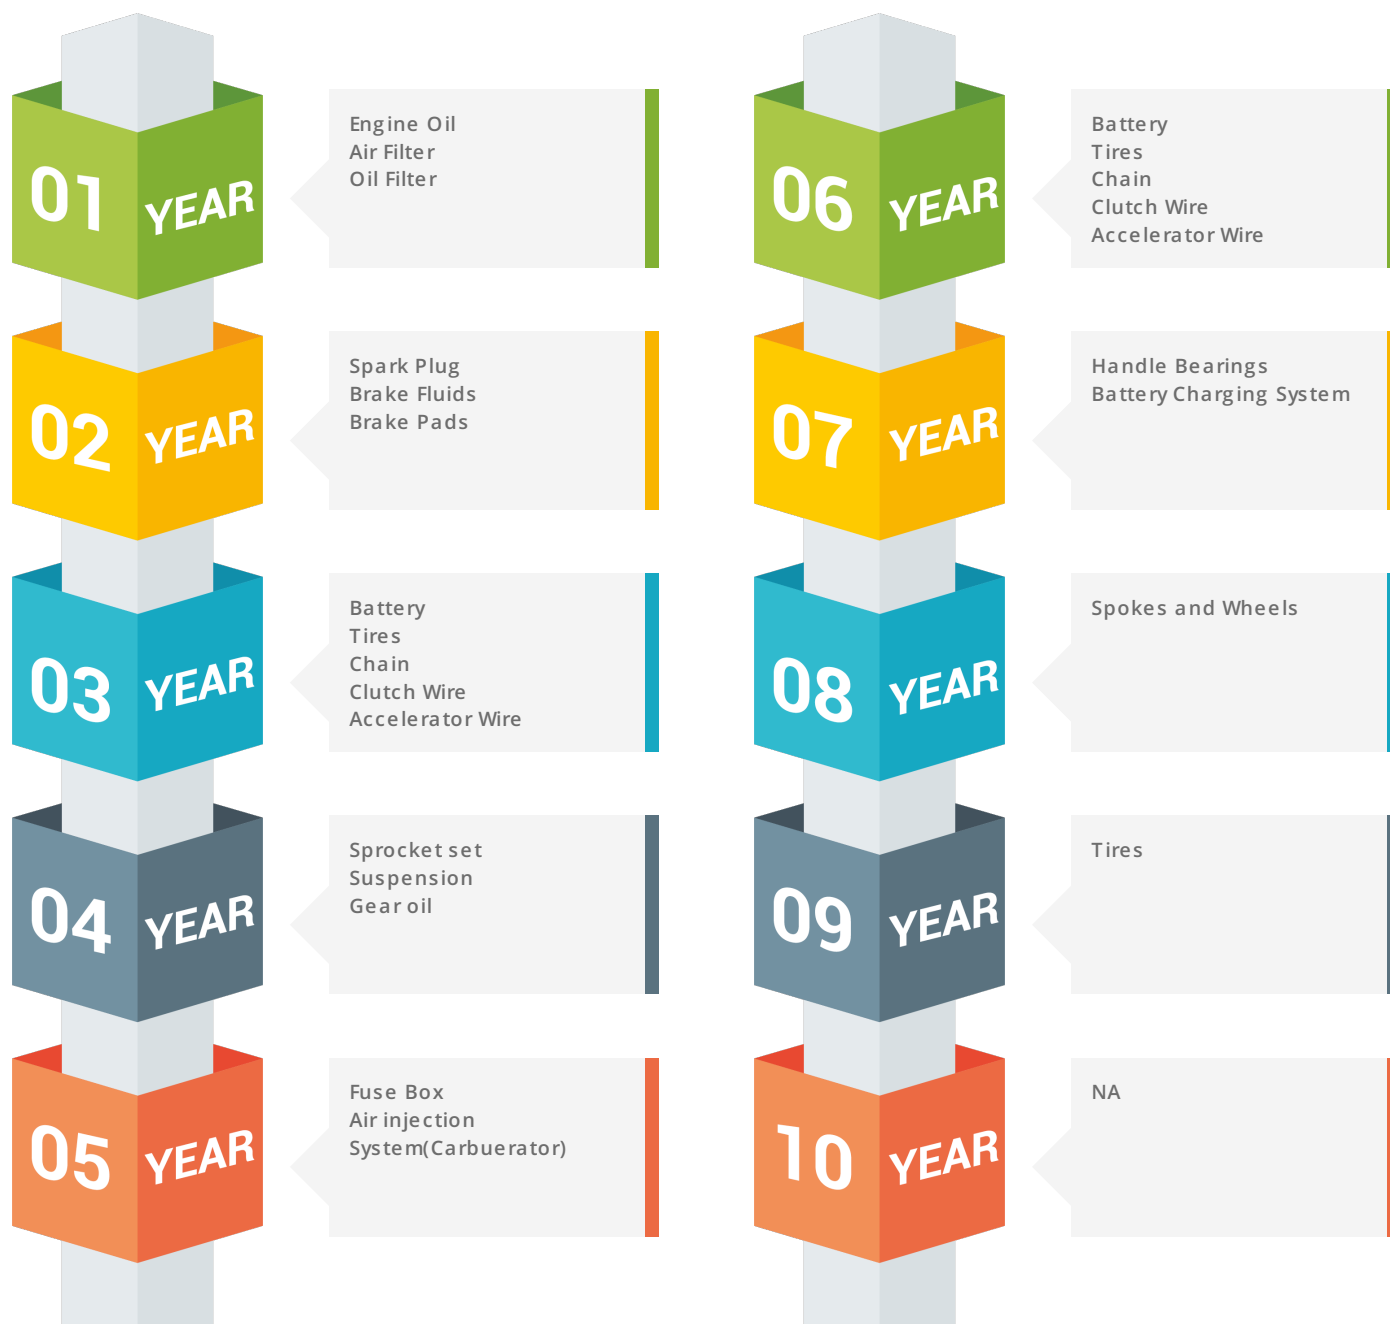 01 YEAR
Engine Oil
Air Filter
Oil Filter
02 YEAR
Spark Plug
Brake Fluids
Brake Pads
03 YEAR
Battery
Tires
Chain
Clutch Wire
Accelerator Wire
04 YEAR
Sprocket set
Suspension
Gear oil
05 YEAR
Fuse Box
Air injection
System(Carbuerator)
06 YEAR
Battery
Tires
Chain
Clutch Wire
Accelerator Wire
07 YEAR
Handle Bearings
Battery Charging System
08 YEAR
Spokes and Wheels
09 YEAR
Tires
10 YEAR
NA